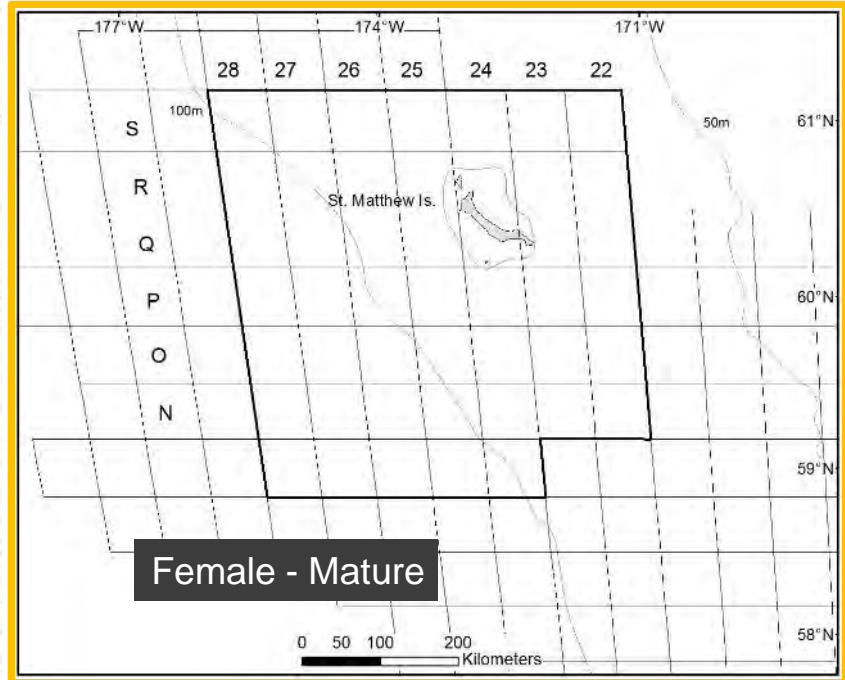 177°W 174°W 171°W
28 27 26 25 24 23 22
100m
50m
61°N
S
R
St. Matthew Is.
Q
60°N
P
O
N
59°N
Female - Mature
58°N
0 50 100 200
Kilometers